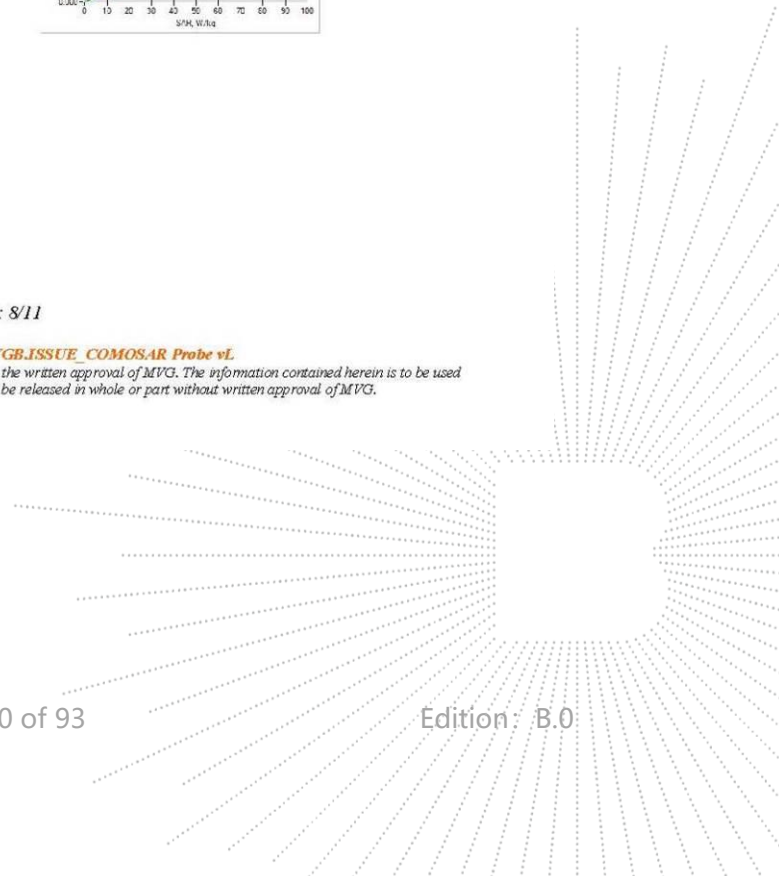 0 10 20 30 40 50 60 70 80 90 100
SAR, W/kg
: 8/11
GB.ISSUE_COMOSAR Probe vL
the written approval of MVG. The information contained herein is to be used
be released in whole or part without written approval of MVG.
0 of 93
Edition: B.0